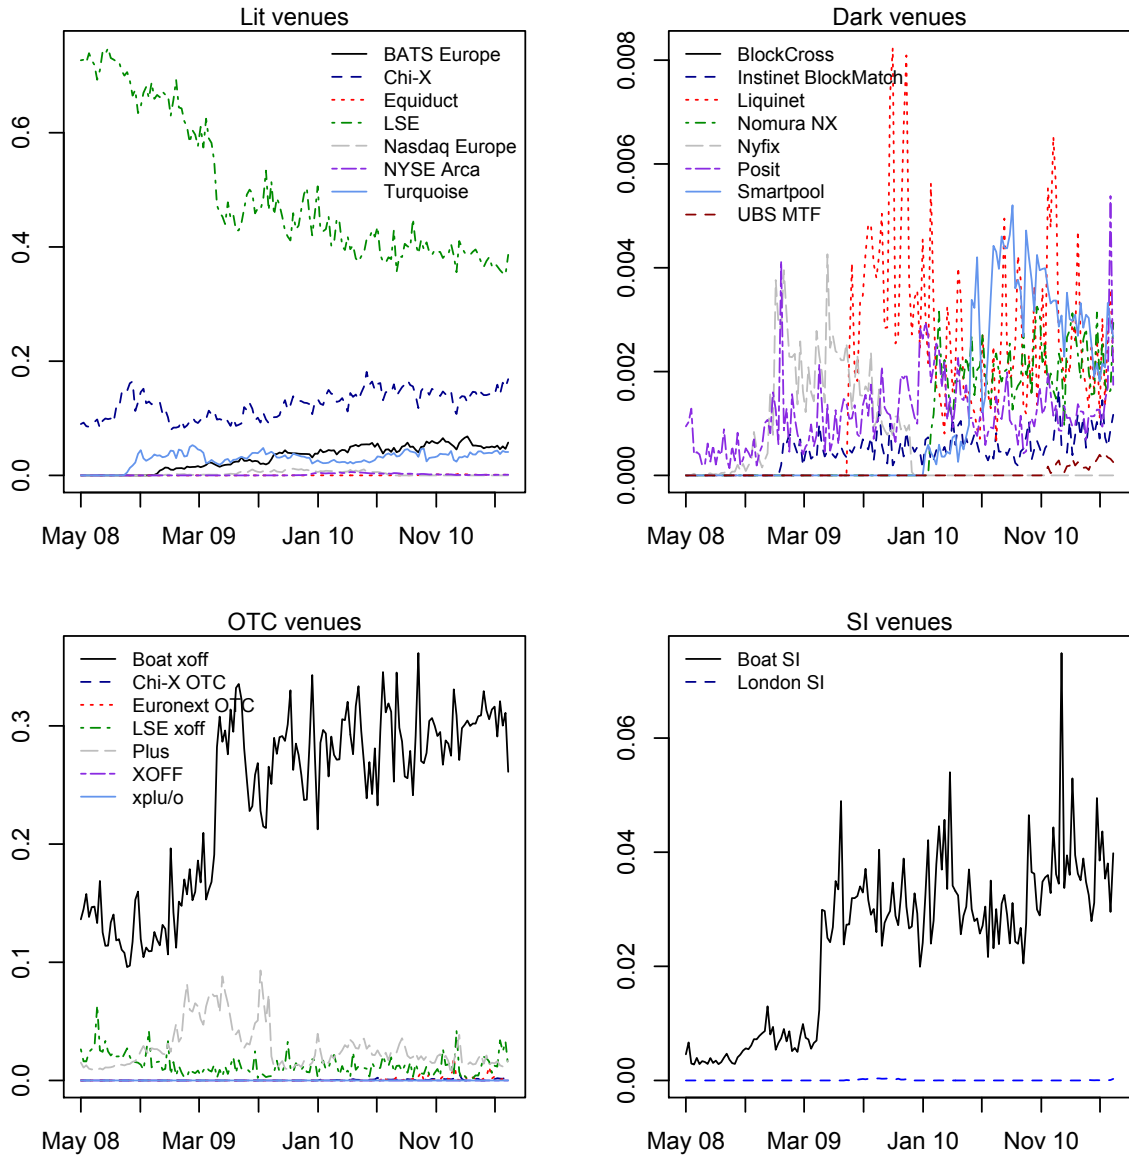 Lit venues
0.0
0.2
0.4
0.6
BATS Europe
Chi-X
Equiduct
LSE
Nasdaq Europe
NYSE Arca
Turquoise
May 08
Mar 09
Jan 10
Nov 10
Dark venues
0.000
0.002
0.004
0.006
0.008
BlockCross
Instinet BlockMatch
Liquinet
Nomura NX
Nyfix
Posit
Smartpool
UBS MTF
May 08
Mar 09
Jan 10
Nov 10
OTC venues
0.0
0.1
0.2
0.3
Boat xoff
Chi-X OTC
Euronext OTC
LSE xoff
Plus
XOFF
xplu/o
May 08
Mar 09
Jan 10
Nov 10
SI venues
0.00
0.02
0.04
0.06
Boat SI
London SI
May 08
Mar 09
Jan 10
Nov 10